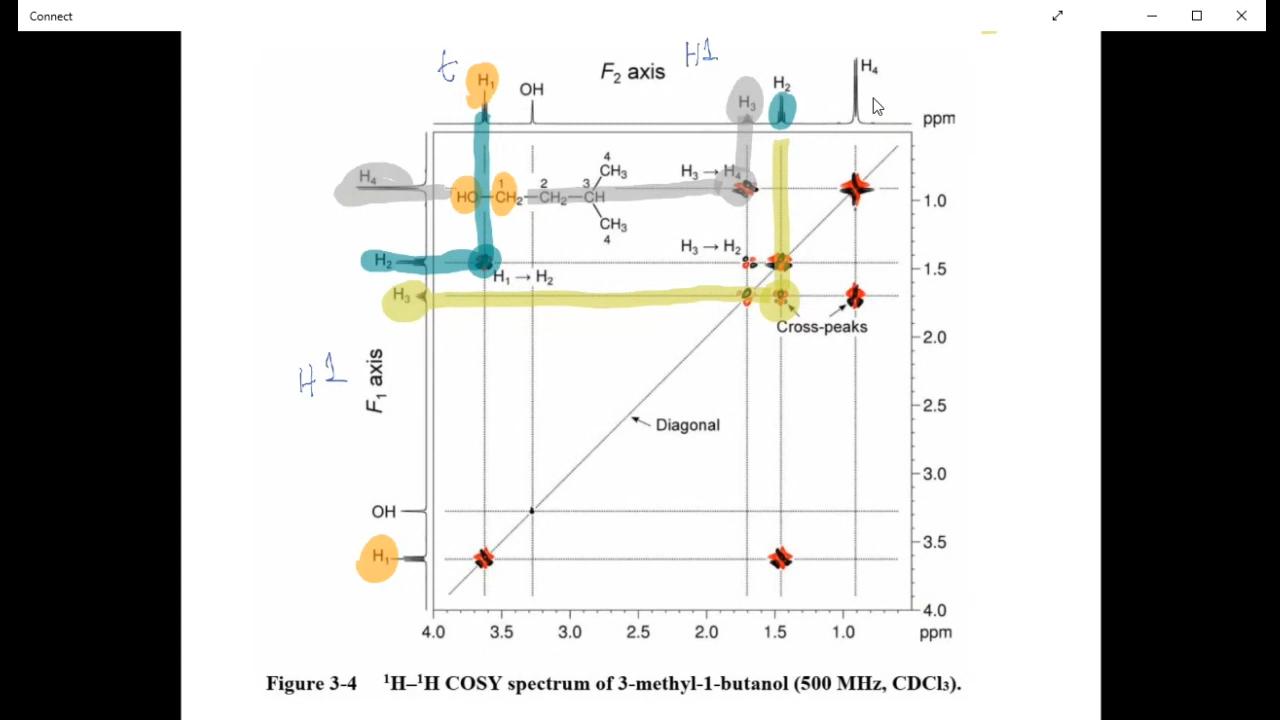 Connect
t
H1
F₂ axis
H₁
OH
H₃
H₂
H₄
ppm
H₄
4
CH₃
H₃ → H₄
1
2
3
HO–CH₂–CH₂–CH
1.0
CH₃
4
H₃ → H₂
H₂
H₁ → H₂
1.5
H₃
Cross-peaks
2.0
H1
F₁ axis
2.5
Diagonal
3.0
OH
3.5
H₁
4.0
4.0 3.5 3.0 2.5 2.0 1.5 1.0 ppm
Figure 3-4 ¹H–¹H COSY spectrum of 3-methyl-1-butanol (500 MHz, CDCl₃).